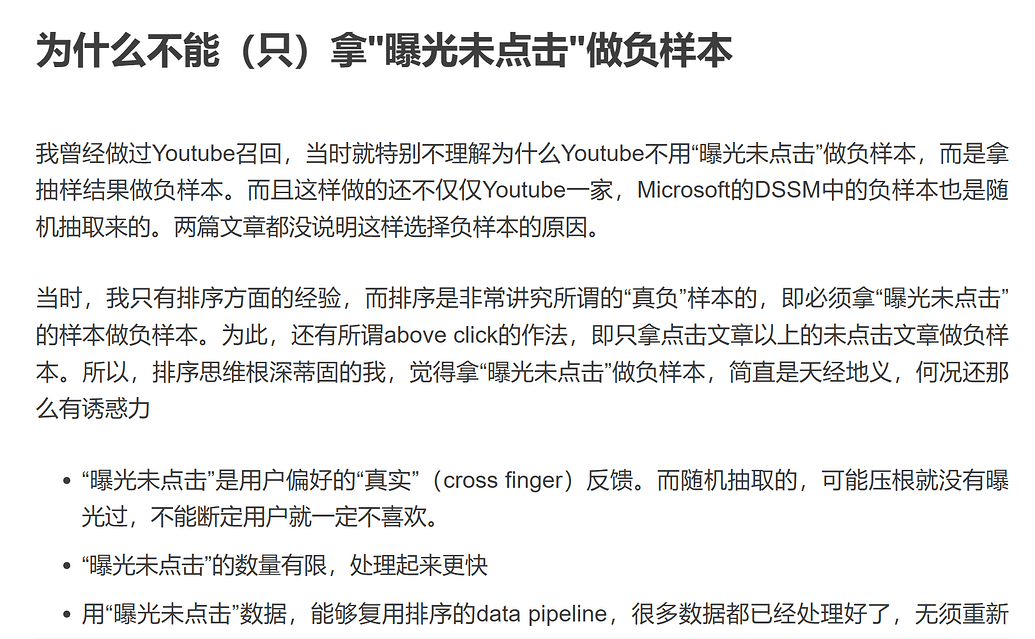 为什么不能（只）拿"曝光未点击"做负样本
我曾经做过Youtube召回，当时就特别不理解为什么Youtube不用“曝光未点击”做负样本，而是拿
抽样结果做负样本。而且这样做的还不仅仅Youtube一家，Microsoft的DSSM中的负样本也是随
机抽取来的。两篇文章都没说明这样选择负样本的原因。
当时，我只有排序方面的经验，而排序是非常讲究所谓的“真负”样本的，即必须拿“曝光未点击”
的样本做负样本。为此，还有所谓above click的作法，即只拿点击文章以上的未点击文章做负样
本。所以，排序思维根深蒂固的我，觉得拿“曝光未点击”做负样本，简直是天经地义，何况还那
么有诱惑力
• “曝光未点击”是用户偏好的“真实”（cross finger）反馈。而随机抽取的，可能压根就没有曝
光过，不能断定用户就一定不喜欢。
• “曝光未点击”的数量有限，处理起来更快
• 用“曝光未点击”数据，能够复用排序的data pipeline，很多数据都已经处理好了，无须重新